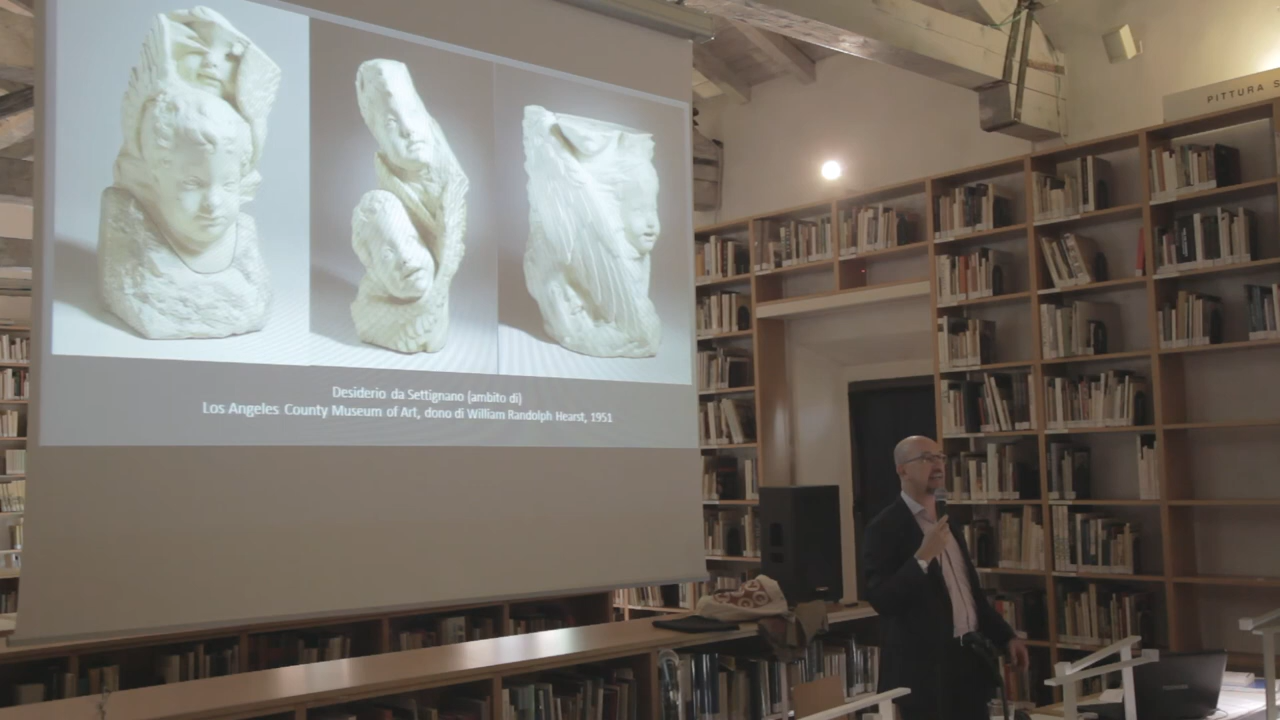 Desiderio da Settignano (ambito di)
Los Angeles County Museum of Art, dono di William Randolph Hearst, 1951
PITTURA S